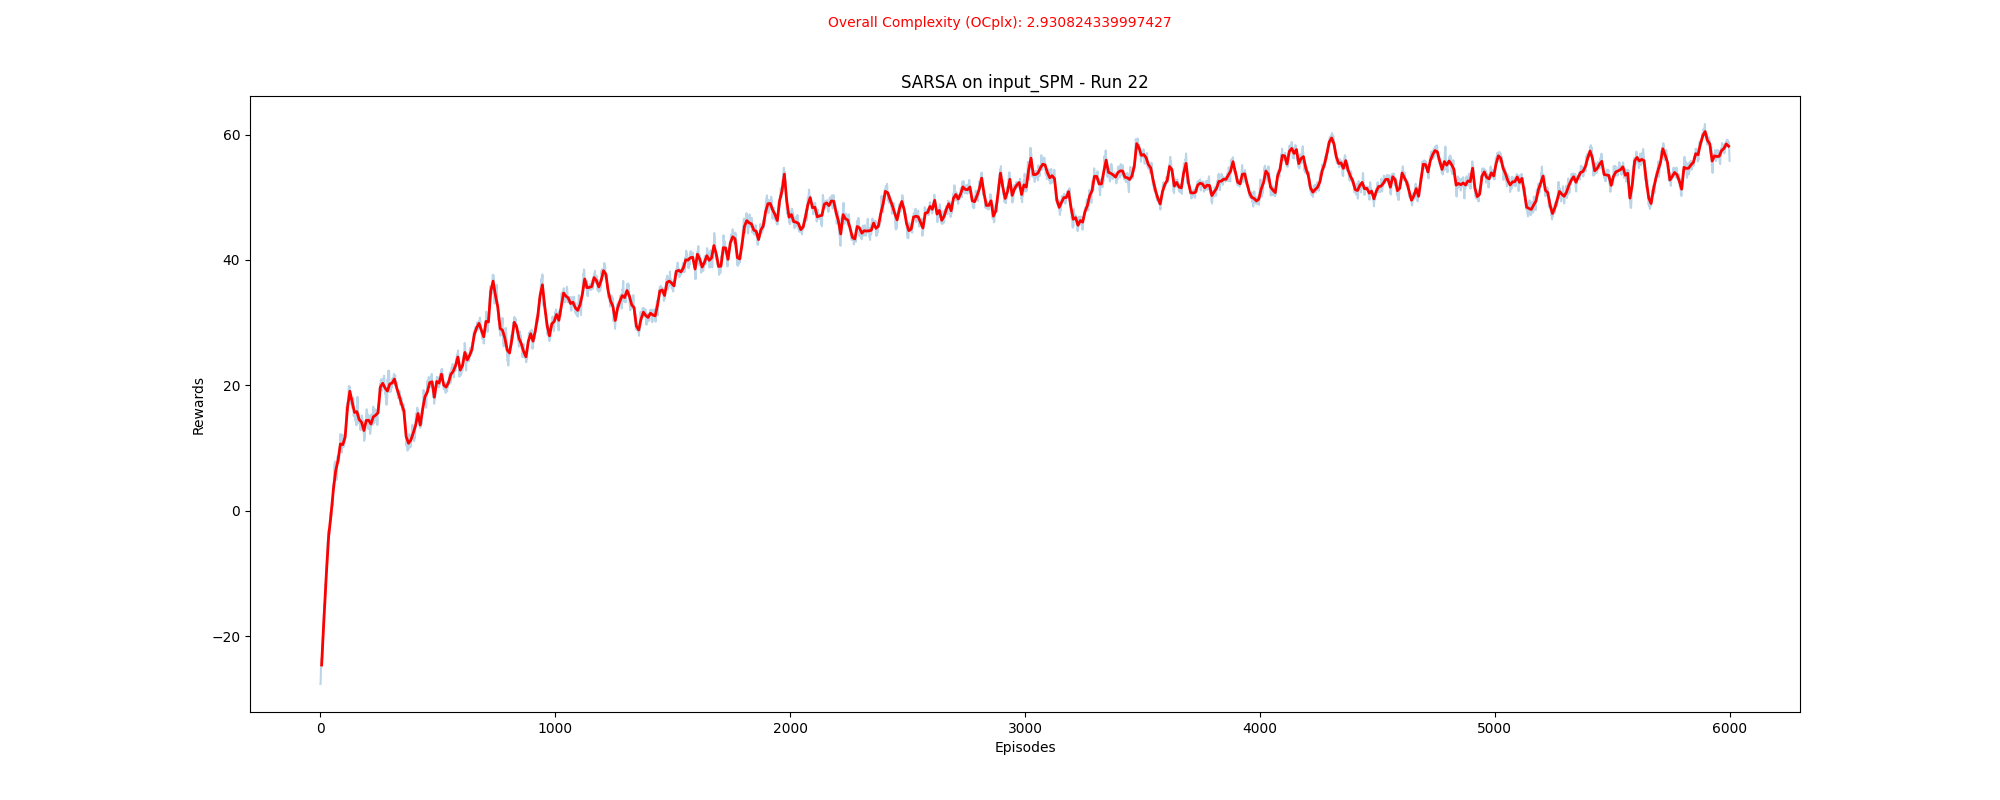 Overall Complexity (OCplx): 2.930824339997427
SARSA on input_SPM - Run 22
Rewards
60
40
20
0
−20
0 1000 2000 3000 4000 5000 6000
Episodes